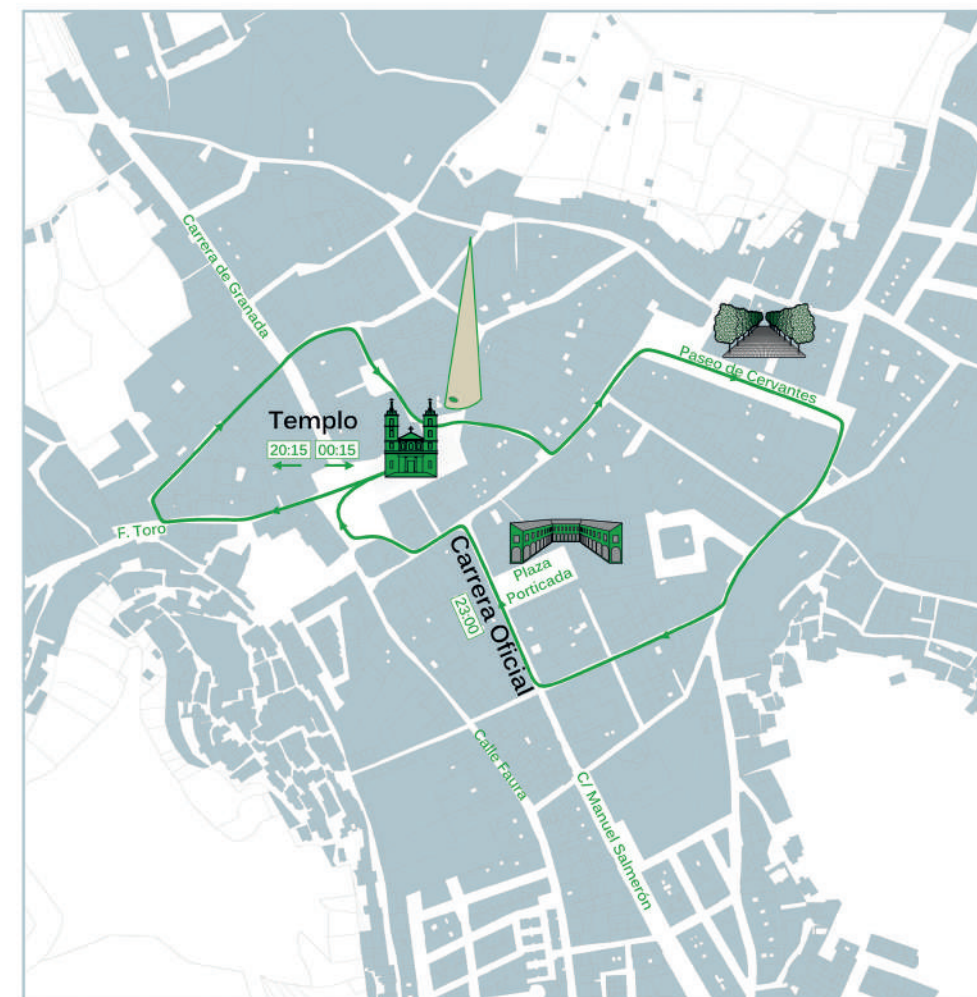 Carrera de Granada
Paseo de Cervantes
Templo
20:15 00:15
F. Toro
Plaza
Porticada
Carrera Oficial
23:00
Calle Faura
C/ Manuel Salmerón